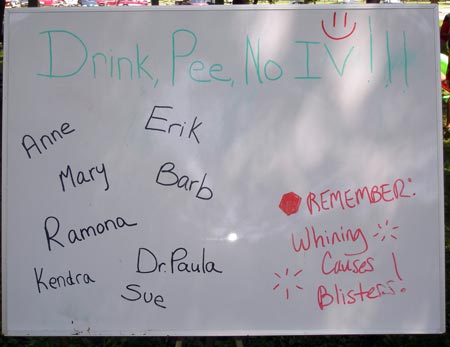 Drink, Pee, No IV!!!
Anne
Erik
Mary
Barb
Ramona
Kendra
Dr. Paula
Sue
REMEMBER:
Whining
Causes
Blisters!